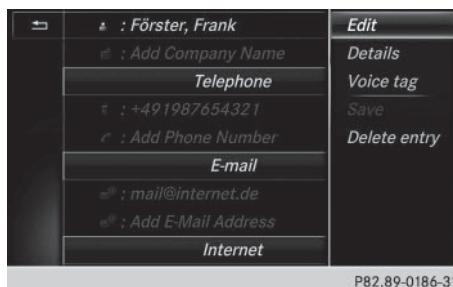 : Förster, Frank
: Add Company Name
Telephone
: +491987654321
: Add Phone Number
E-mail
: mail@internet.de
: Add E-Mail Address
Internet
Edit
Details
Voice tag
Save
Delete entry
P82.89-0186-31